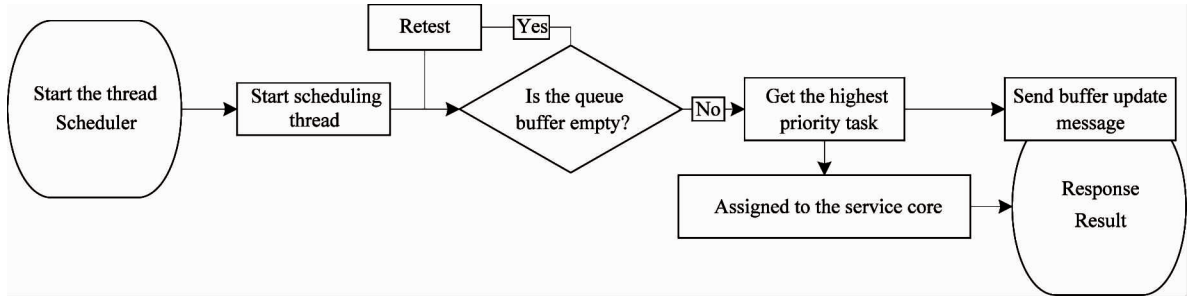 Retest
Yes
Start the thread
Scheduler
Start scheduling
thread
Is the queue
buffer empty?
No
Get the highest
priority task
Send buffer update
message
Assigned to the service core
Response
Result